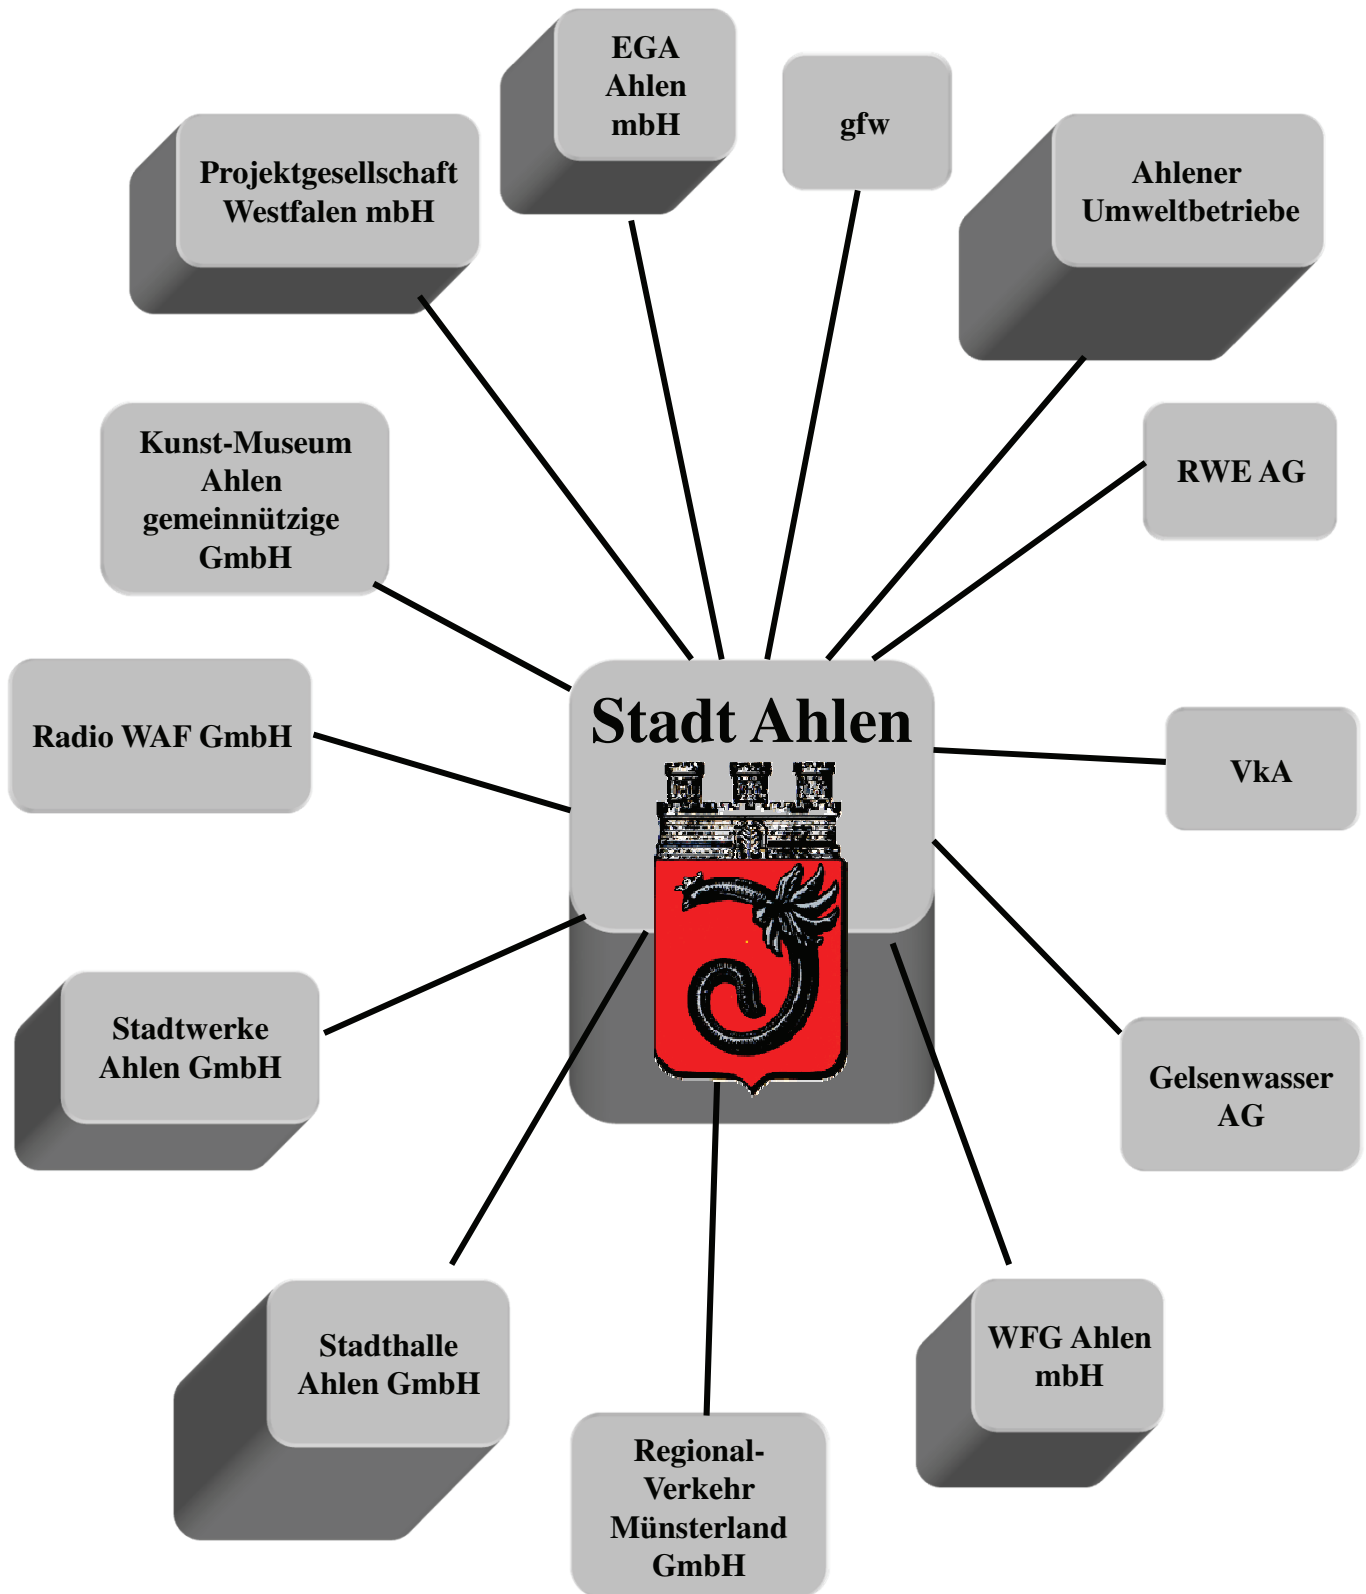 EGA
Ahlen
mbH
gfw
Projektgesellschaft
Westfalen mbH
Ahlener
Umweltbetriebe
Kunst-Museum
Ahlen
gemeinnützige
GmbH
RWE AG
Radio WAF GmbH
Stadt Ahlen
VkA
Stadtwerke
Ahlen GmbH
Gelsenwasser
AG
Stadthalle
Ahlen GmbH
WFG Ahlen
mbH
Regional-
Verkehr
Münsterland
GmbH